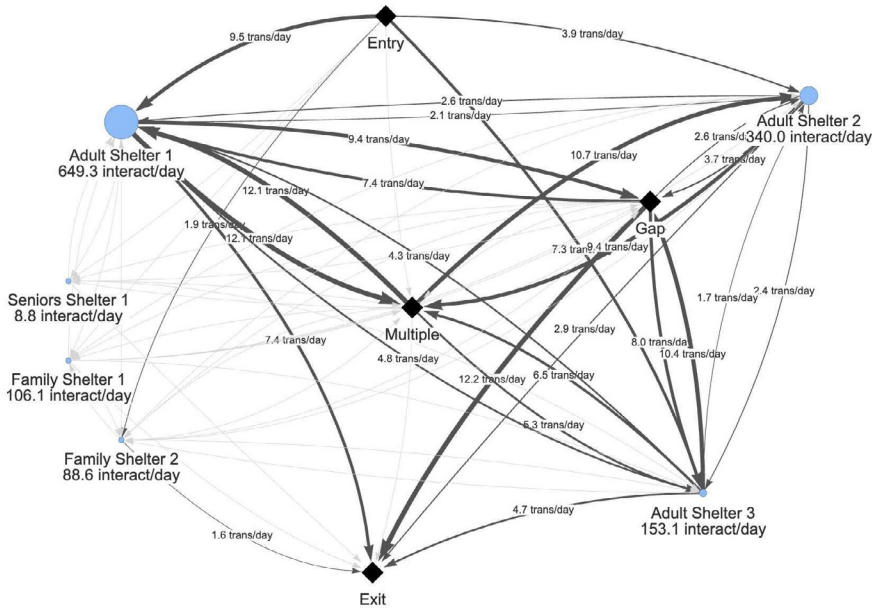 Entry
9.5 trans/day
3.9 trans/day
2.6 trans/day
2.1 trans/day
Adult Shelter 2
340.0 interact/day
2.6 trans/day
3.7 trans/day
Adult Shelter 1
649.3 interact/day
9.4 trans/day
10.7 trans/day
7.4 trans/day
12.1 trans/day
Gap
1.9 trans/day
12.1 trans/day
7.3 trans/day
9.4 trans/day
4.3 trans/day
Seniors Shelter 1
8.8 interact/day
Multiple
1.7 trans/day
2.4 trans/day
2.9 trans/day
7.4 trans/day
8.0 trans/day
10.4 trans/day
4.8 trans/day
12.2 trans/day
6.5 trans/day
Family Shelter 1
106.1 interact/day
5.3 trans/day
Family Shelter 2
88.6 interact/day
4.7 trans/day
Adult Shelter 3
153.1 interact/day
1.6 trans/day
Exit